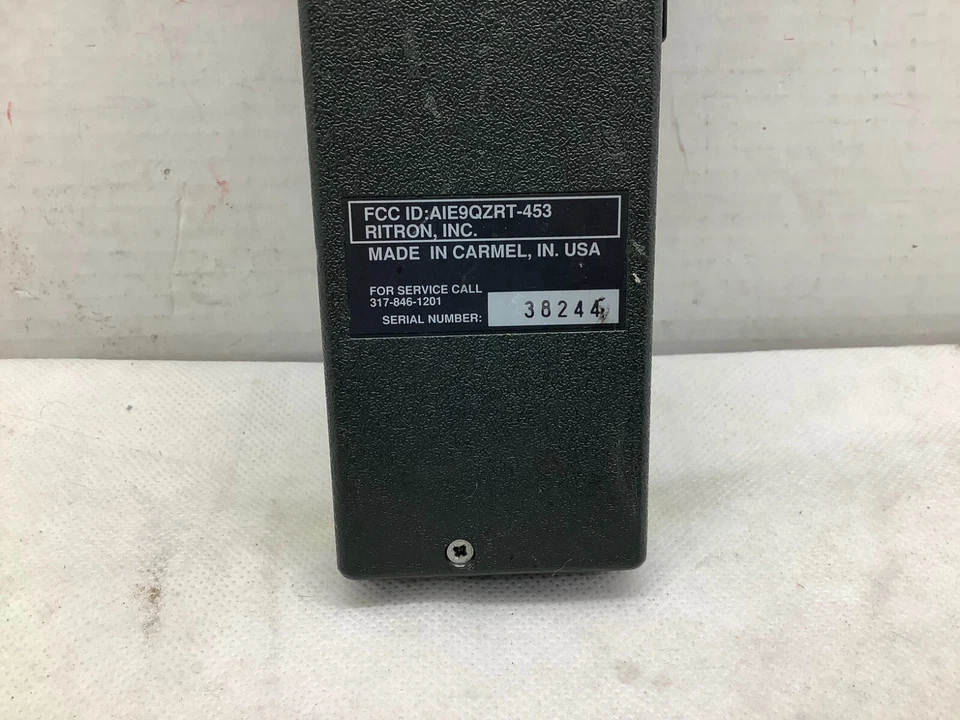 FCC ID:AIE9QZRT-453
RITRON, INC.
MADE IN CARMEL, IN. USA
FOR SERVICE CALL
317-846-1201
SERIAL NUMBER: 38244